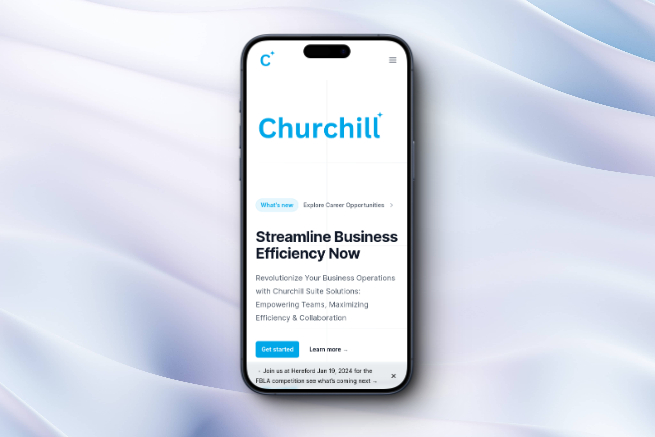 C
Churchill
What's new Explore Career Opportunities >
Streamline Business
Efficiency Now
Revolutionize Your Business Operations
with Churchill Suite Solutions:
Empowering Teams, Maximizing
Efficiency & Collaboration
Get started Learn more →
Join us at Hereford Jan 19, 2024 for the
FBLA competition see what's coming next →